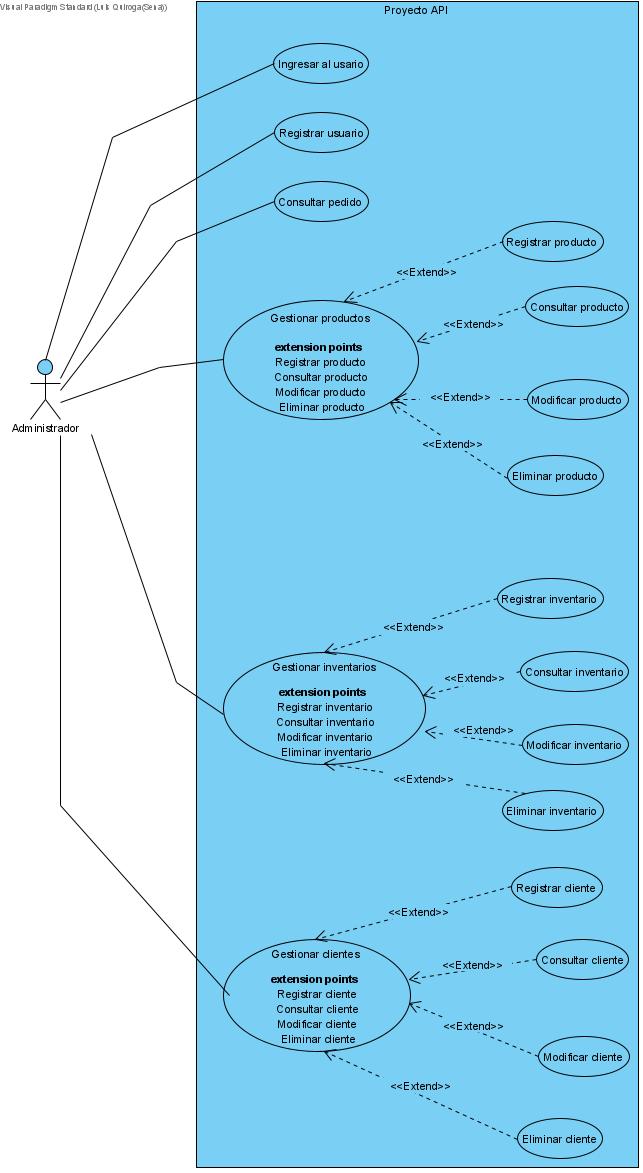 Visual Paradigm Standard (Luis Quiroga(Sena))
Proyecto API
Ingresar al usario
Registrar usuario
Consultar pedido
Registrar producto
<<Extend>>
Consultar producto
<<Extend>>
Gestionar productos
extension points
Registrar producto
Consultar producto
Modificar producto
Eliminar producto
<<Extend>>
Modificar producto
<<Extend>>
Eliminar producto
Administrador
Registrar inventario
<<Extend>>
Gestionar inventarios
extension points
Registrar inventario
Consultar inventario
Modificar inventario
Eliminar inventario
Consultar inventario
<<Extend>>
<<Extend>>
Modificar inventario
<<Extend>>
Eliminar inventario
Registrar cliente
<<Extend>>
Gestionar clientes
extension points
Registrar cliente
Consultar cliente
Modificar cliente
Eliminar cliente
Consultar cliente
<<Extend>>
<<Extend>>
Modificar cliente
<<Extend>>
Eliminar cliente